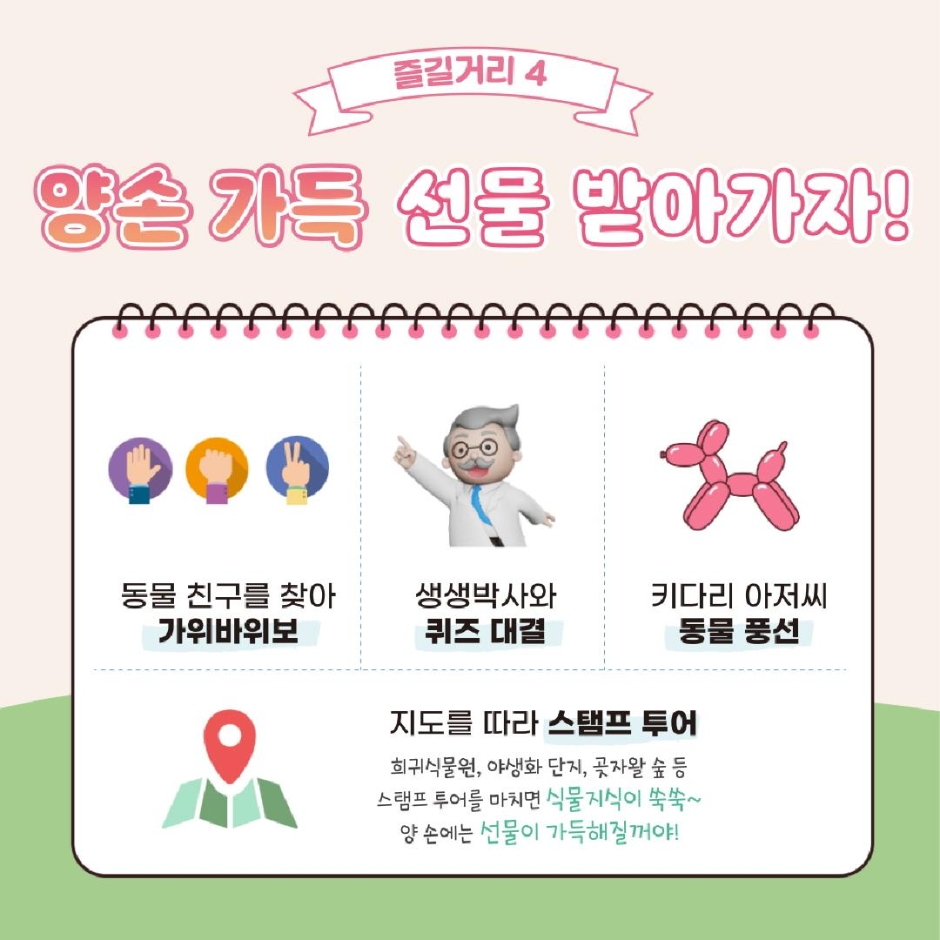 즐길거리 4
양손 가득 선물 받아가자!
동물 친구를 찾아
가위바위보
생생박사와
퀴즈 대결
키다리 아저씨
동물 풍선
지도를 따라 스탬프 투어
희귀식물원, 야생화 단지, 곶자왈 숲 등
스탬프 투어를 마치면 식물지식이 쑥쑥~
양 손에는 선물이 가득해질꺼야!